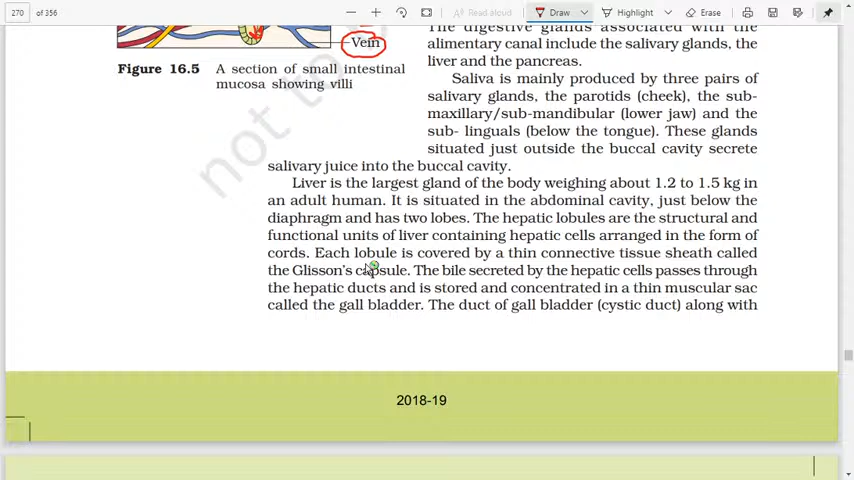 270 of 356
Read aloud
Draw
Highlight
Erase
Vein
Figure 16.5 A section of small intestinal
mucosa showing villi
The digestive glands associated with the
alimentary canal include the salivary glands, the
liver and the pancreas.
Saliva is mainly produced by three pairs of
salivary glands, the parotids (cheek), the sub-
maxillary/sub-mandibular (lower jaw) and the
sub- linguals (below the tongue). These glands
situated just outside the buccal cavity secrete
salivary juice into the buccal cavity.
Liver is the largest gland of the body weighing about 1.2 to 1.5 kg in
an adult human. It is situated in the abdominal cavity, just below the
diaphragm and has two lobes. The hepatic lobules are the structural and
functional units of liver containing hepatic cells arranged in the form of
cords. Each lobule is covered by a thin connective tissue sheath called
the Glisson's capsule. The bile secreted by the hepatic cells passes through
the hepatic ducts and is stored and concentrated in a thin muscular sac
called the gall bladder. The duct of gall bladder (cystic duct) along with
not to
2018-19